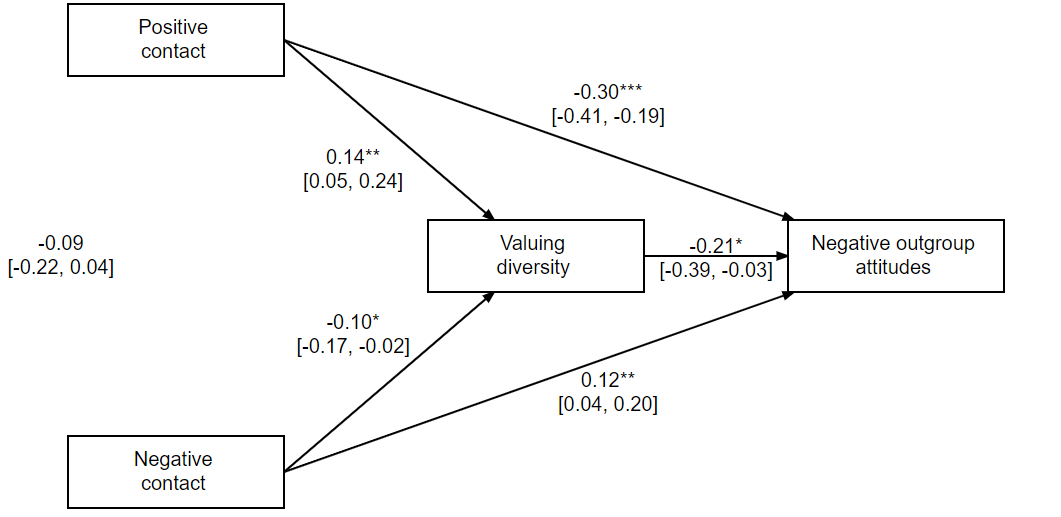 Positive
contact
-0.30***
[-0.41, -0.19]
0.14**
[0.05, 0.24]
-0.09
[-0.22, 0.04]
Valuing
diversity
-0.21*
[-0.39, -0.03]
Negative outgroup
attitudes
-0.10*
[-0.17, -0.02]
0.12**
[0.04, 0.20]
Negative
contact